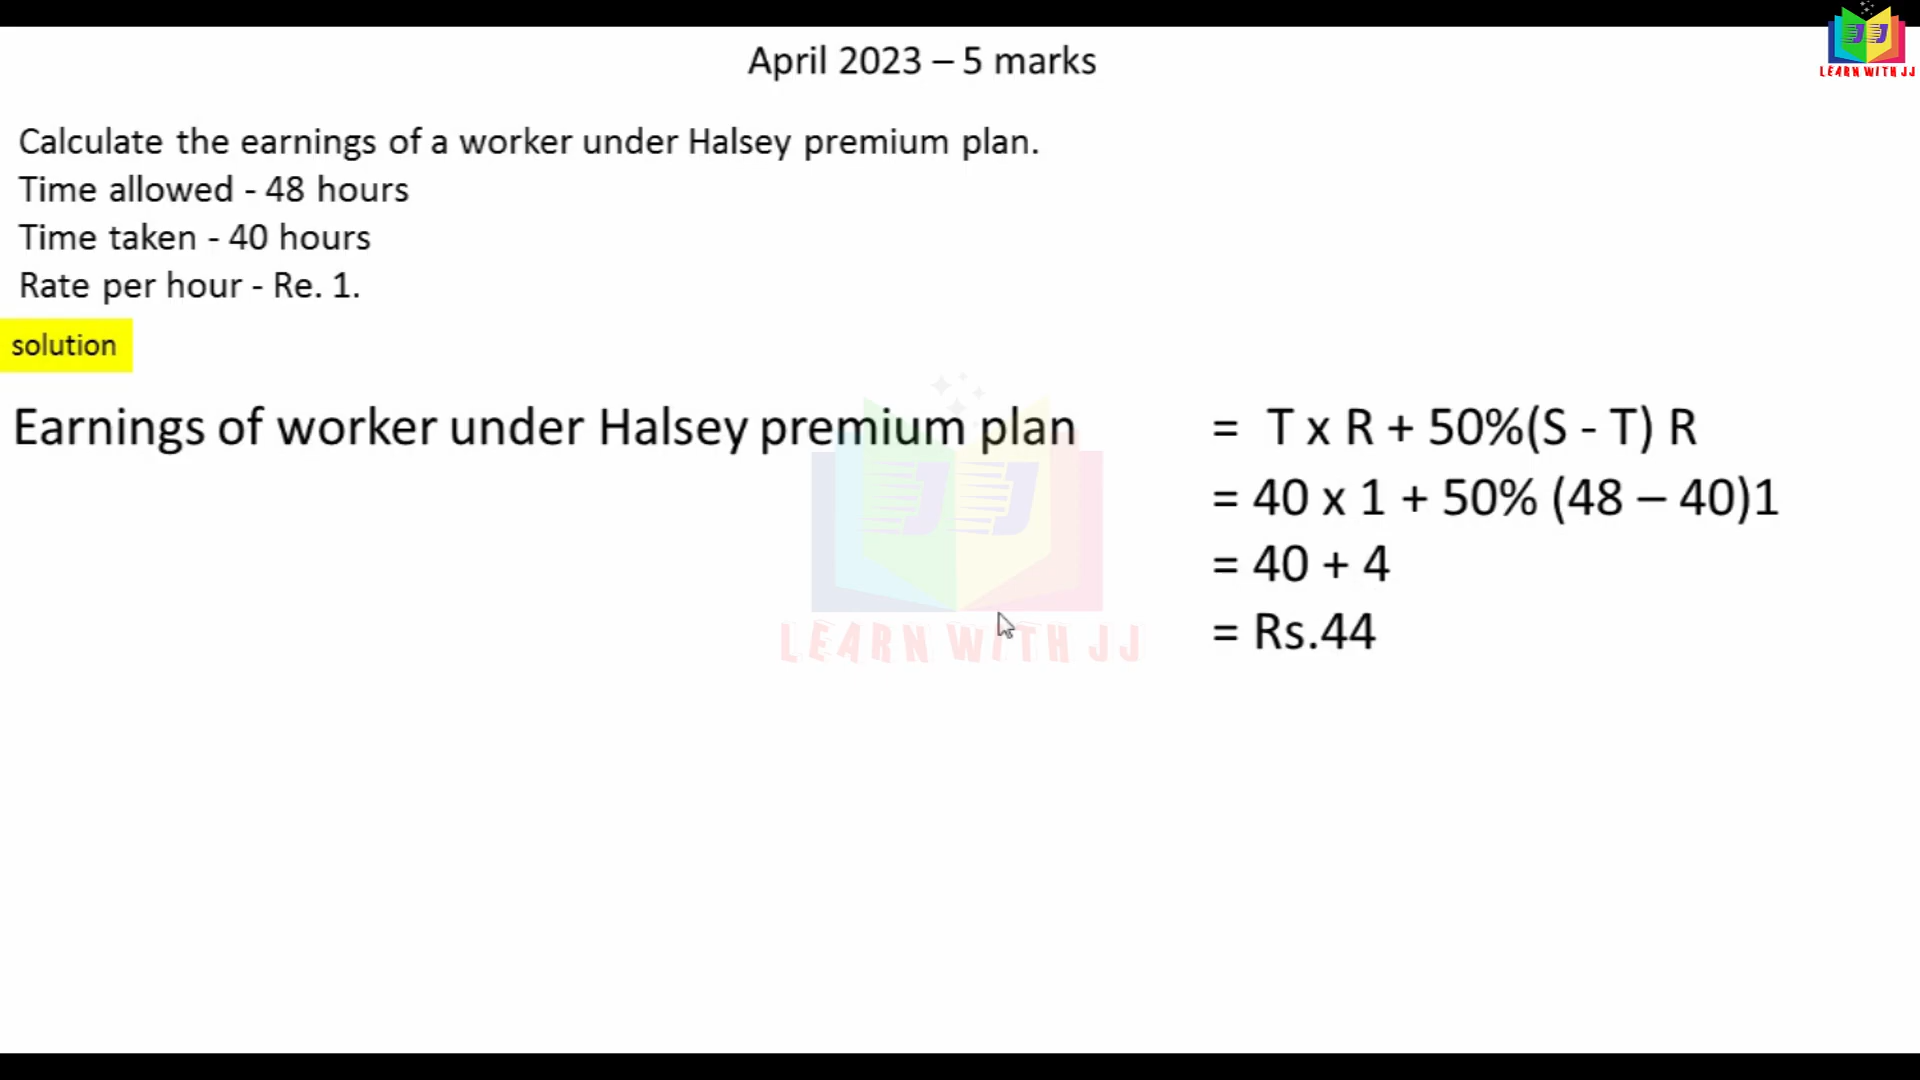 April 2023 – 5 marks
JJ
LEARN WITH JJ
Calculate the earnings of a worker under Halsey premium plan.
Time allowed - 48 hours
Time taken - 40 hours
Rate per hour - Re. 1.
solution
Earnings of worker under Halsey premium plan = T x R + 50%(S - T) R
= 40 x 1 + 50% (48 – 40)1
= 40 + 4
= Rs.44
JJ
LEARN WITH JJ